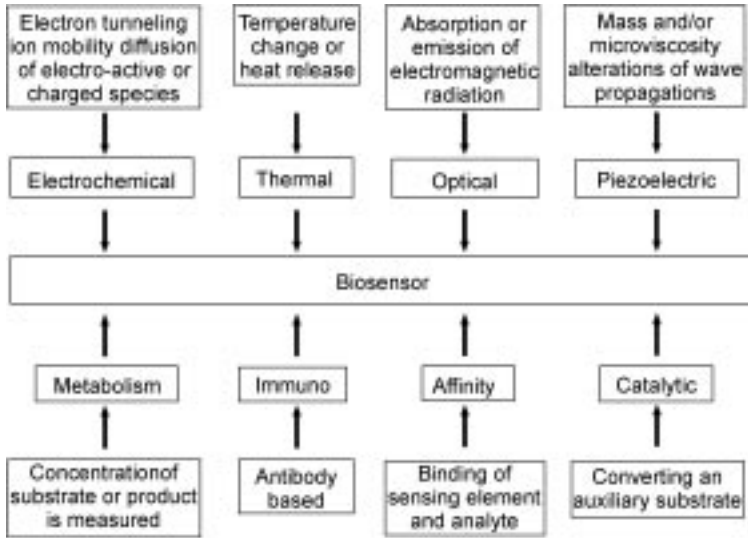 Electron tunneling
ion mobility diffusion
of electro-active or
charged species
Temperature
change or
heat release
Absorption or
emission of
electromagnetic
radiation
Mass and/or
microviscosity
alterations of wave
propagations
Electrochemical
Thermal
Optical
Piezoelectric
Biosensor
Metabolism
Immuno
Affinity
Catalytic
Concentrationof
substrate or product
is measured
Antibody
based
Binding of
sensing element
and analyte
Converting an
auxiliary substrate